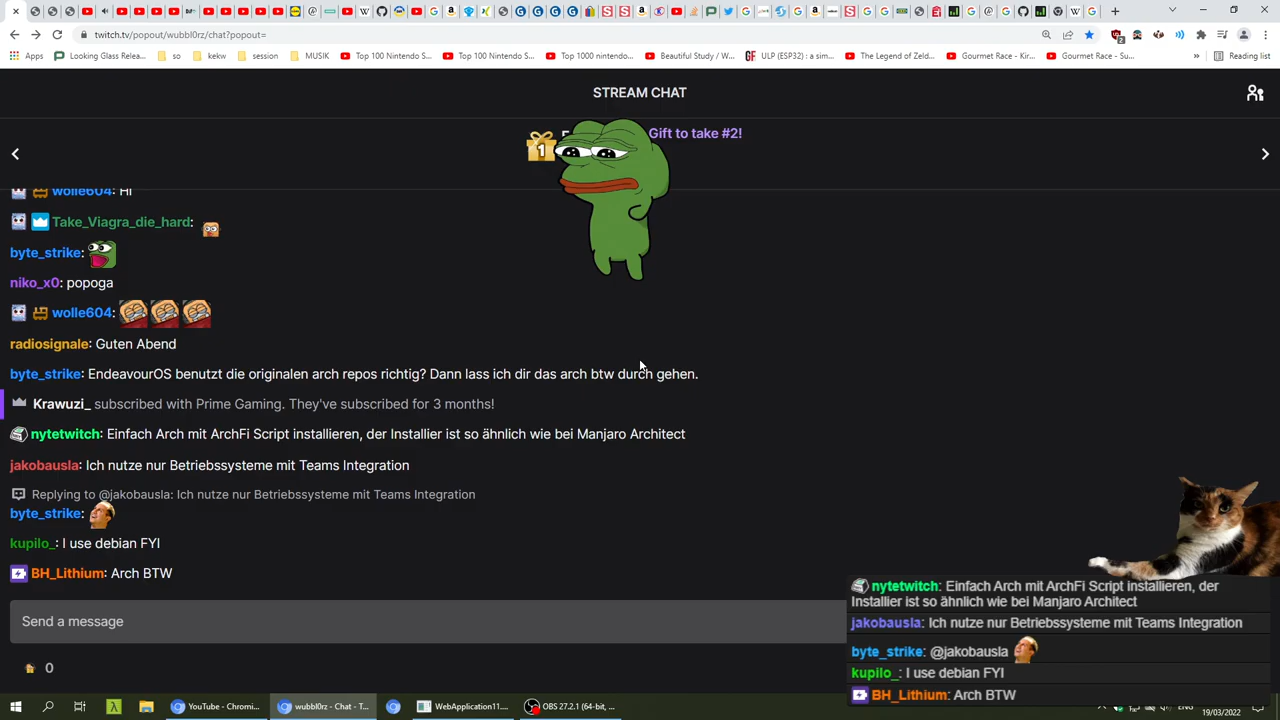 twitch.tv/popout/wubbl0rz/chat?popout=
Apps
Looking Glass Relea...
so
kekw
session
MUSIK
Top 100 Nintendo S...
Top 100 Nintendo S...
Top 1000 nintendo...
Beautiful Study / W...
ULP (ESP32) : a sim...
The Legend of Zeld...
Gourmet Race - Kir...
Gourmet Race - Su...
»
Reading list
STREAM CHAT
1
Gift to take #2!
wolle604: Hi
Take_Viagra_die_hard:
byte_strike:
niko_x0: popoga
wolle604:
radiosignale: Guten Abend
byte_strike: EndeavourOS benutzt die originalen arch repos richtig? Dann lass ich dir das arch btw durch gehen.
Krawuzi_ subscribed with Prime Gaming. They've subscribed for 3 months!
nytetwitch: Einfach Arch mit ArchFi Script installieren, der Installier ist so ähnlich wie bei Manjaro Architect
jakobausla: Ich nutze nur Betriebssysteme mit Teams Integration
Replying to @jakobausla: Ich nutze nur Betriebssysteme mit Teams Integration
byte_strike:
kupilo_: I use debian FYI
BH_Lithium: Arch BTW
Send a message
0
nytetwitch: Einfach Arch mit ArchFi Script installieren, der
Installier ist so ähnlich wie bei Manjaro Architect
jakobausla: Ich nutze nur Betriebssysteme mit Teams Integration
byte_strike: @jakobausla
kupilo_: I use debian FYI
BH_Lithium: Arch BTW
YouTube - Chromi...
wubbl0rz - Chat - T...
WebApplication11...
OBS 27.2.1 (64-bit, ...
19/03/2022